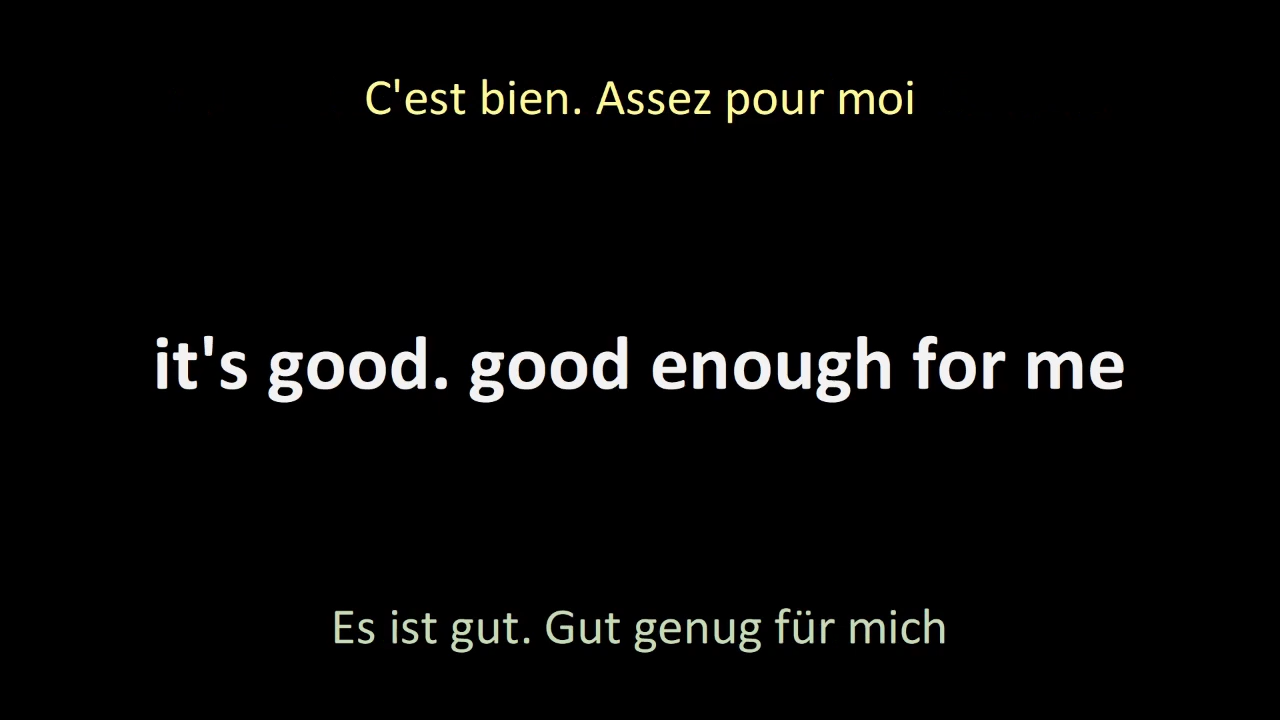 C'est bien. Assez pour moi
it's good. good enough for me
Es ist gut. Gut genug für mich